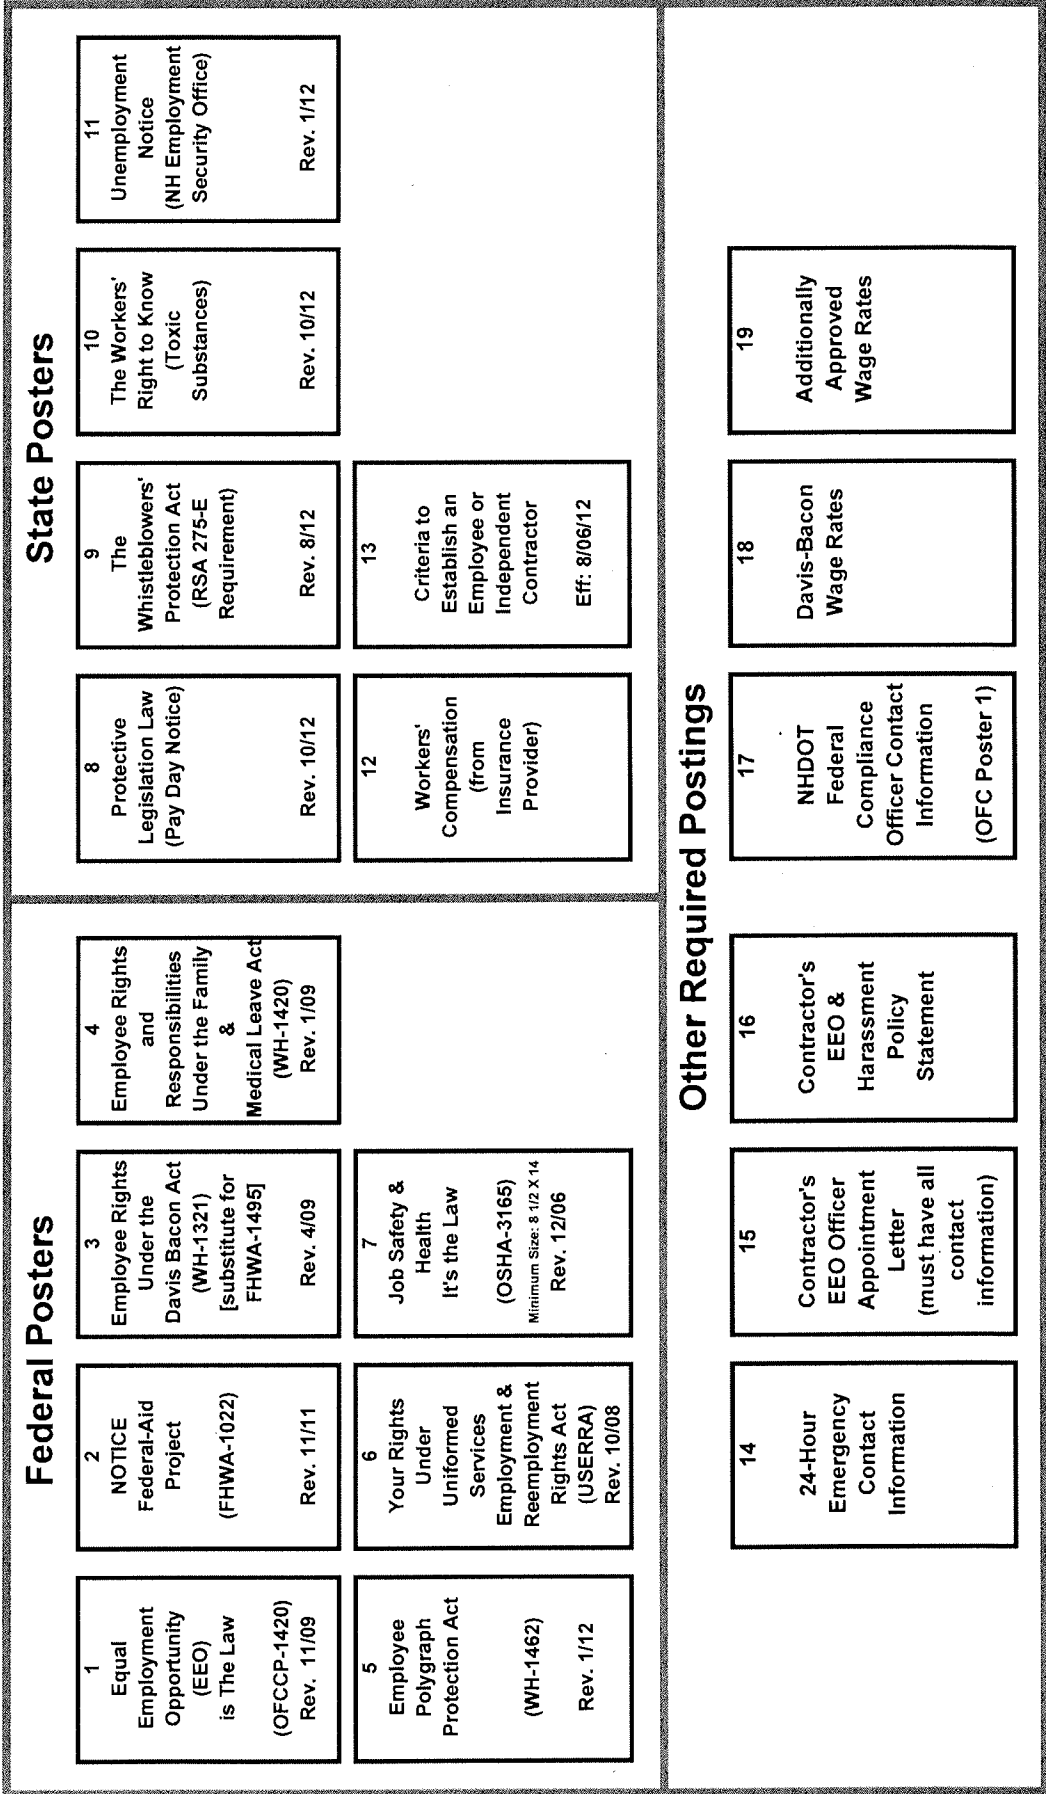 Federal Posters
1
Equal
Employment
Opportunity
(EEO)
is The Law
(OFCCP-1420)
Rev. 11/09
2
NOTICE
Federal-Aid
Project
(FHWA-1022)
Rev. 11/11
3
Employee Rights
Under the
Davis Bacon Act
(WH-1321)
[substitute for
FHWA-1495]
Rev. 4/09
4
Employee Rights
and
Responsibilities
Under the Family
&
Medical Leave Act
(WH-1420)
Rev. 1/09
5
Employee
Polygraph
Protection Act
(WH-1462)
Rev. 1/12
6
Your Rights
Under
Uniformed
Services
Employment &
Reemployment
Rights Act
(USERRA)
Rev. 10/08
7
Job Safety &
Health
It's the Law
(OSHA-3165)
Minimum Size: 8 1/2 X 14
Rev. 12/06
State Posters
8
Protective
Legislation Law
(Pay Day Notice)
Rev. 10/12
9
The
Whistleblowers'
Protection Act
(RSA 275-E
Requirement)
Rev. 8/12
10
The Workers'
Right to Know
(Toxic
Substances)
Rev. 10/12
11
Unemployment
Notice
(NH Employment
Security Office)
Rev. 1/12
12
Workers'
Compensation
(from
Insurance
Provider)
13
Criteria to
Establish an
Employee or
Independent
Contractor
Eff: 8/06/12
Other Required Postings
14
24-Hour
Emergency
Contact
Information
15
Contractor's
EEO Officer
Appointment
Letter
(must have all
contact
information)
16
Contractor's
EEO &
Harassment
Policy
Statement
17
NHDOT
Federal
Compliance
Officer Contact
Information
(OFC Poster 1)
18
Davis-Bacon
Wage Rates
19
Additionally
Approved
Wage Rates